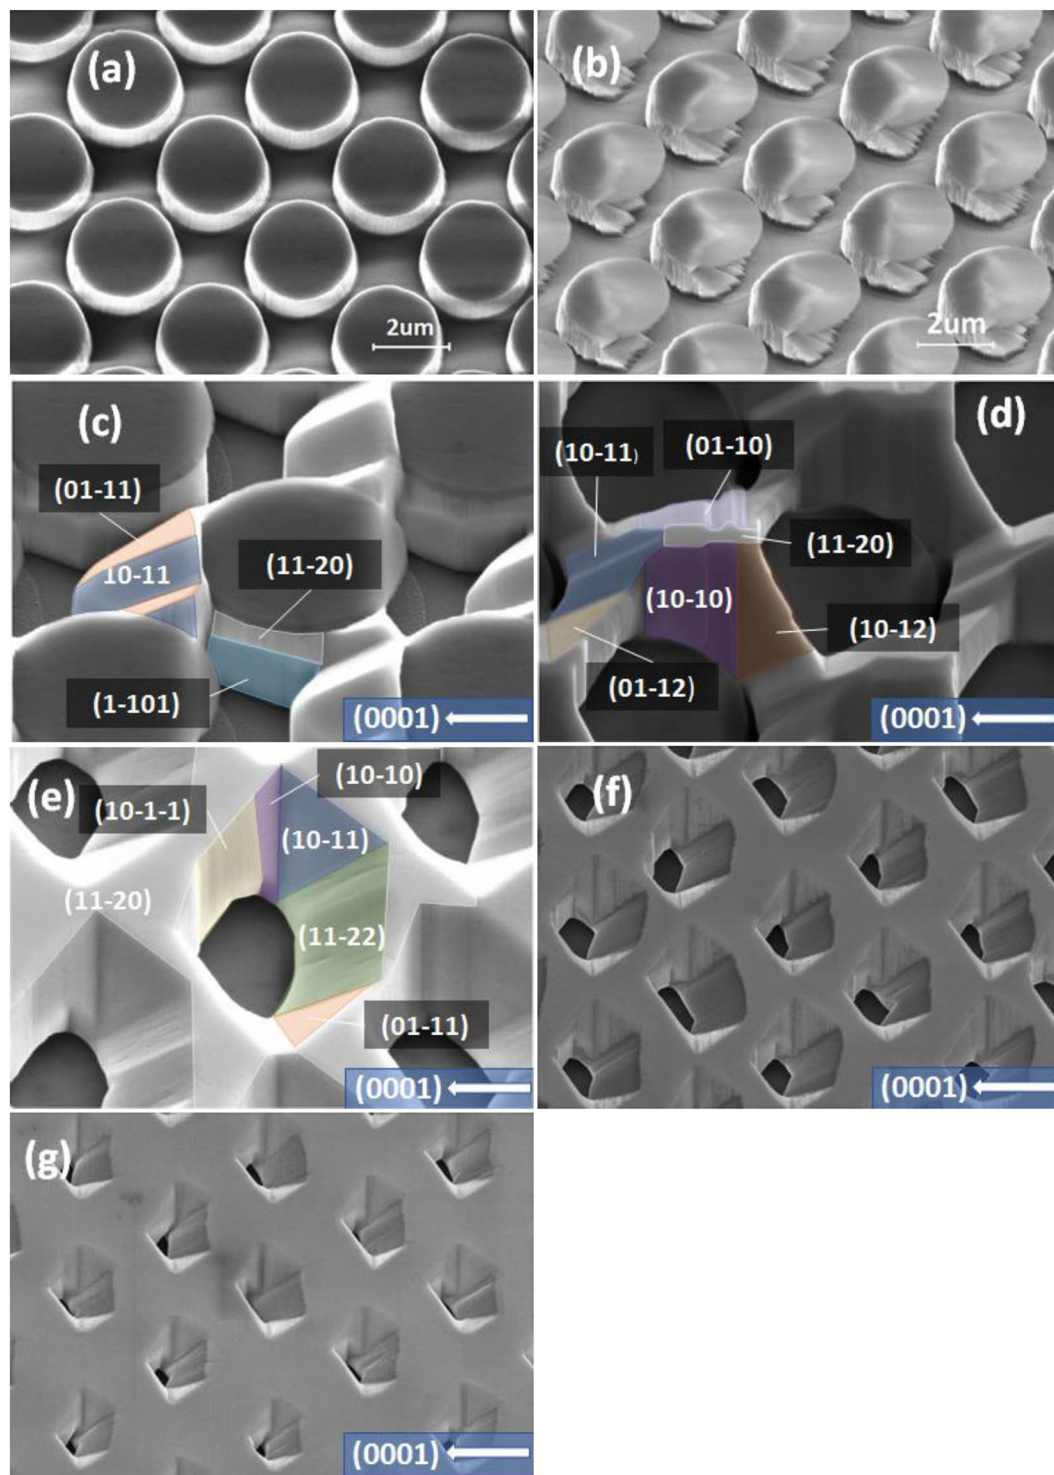 (a)
2um
(b)
2um
(c)
(01-11)
10-11
(11-20)
(1-101)
(0001)
(d)
(10-11)
(01-10)
(11-20)
(10-10)
(10-12)
(01-12)
(0001)
(e)
(10-10)
(10-1-1)
(10-11)
(11-20)
(11-22)
(01-11)
(0001)
(f)
(0001)
(g)
(0001)